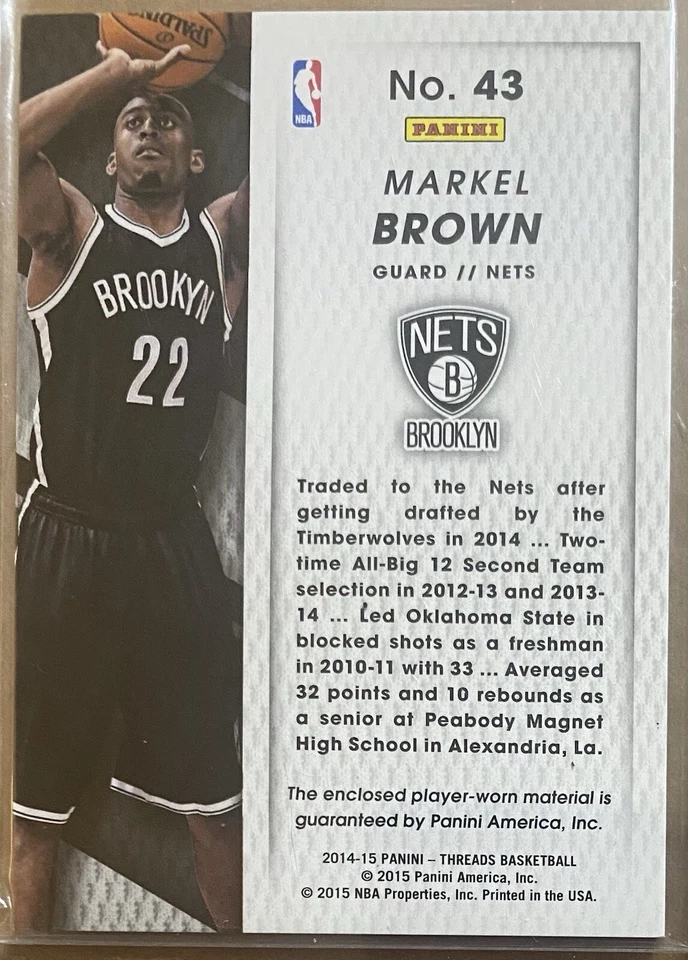 SPALDING
NBA
No. 43
PANINI
MARKEL
BROWN
GUARD // NETS
BROOKYN
22
NETS
B
BROOKLYN
Traded to the Nets after
getting drafted by the
Timberwolves in 2014 ... Two-
time All-Big 12 Second Team
selection in 2012-13 and 2013-
14 ... Led Oklahoma State in
blocked shots as a freshman
in 2010-11 with 33 ... Averaged
32 points and 10 rebounds as
a senior at Peabody Magnet
High School in Alexandria, La.
The enclosed player-worn material is
guaranteed by Panini America, Inc.
2014-15 PANINI – THREADS BASKETBALL
© 2015 Panini America, Inc.
© 2015 NBA Properties, Inc. Printed in the USA.